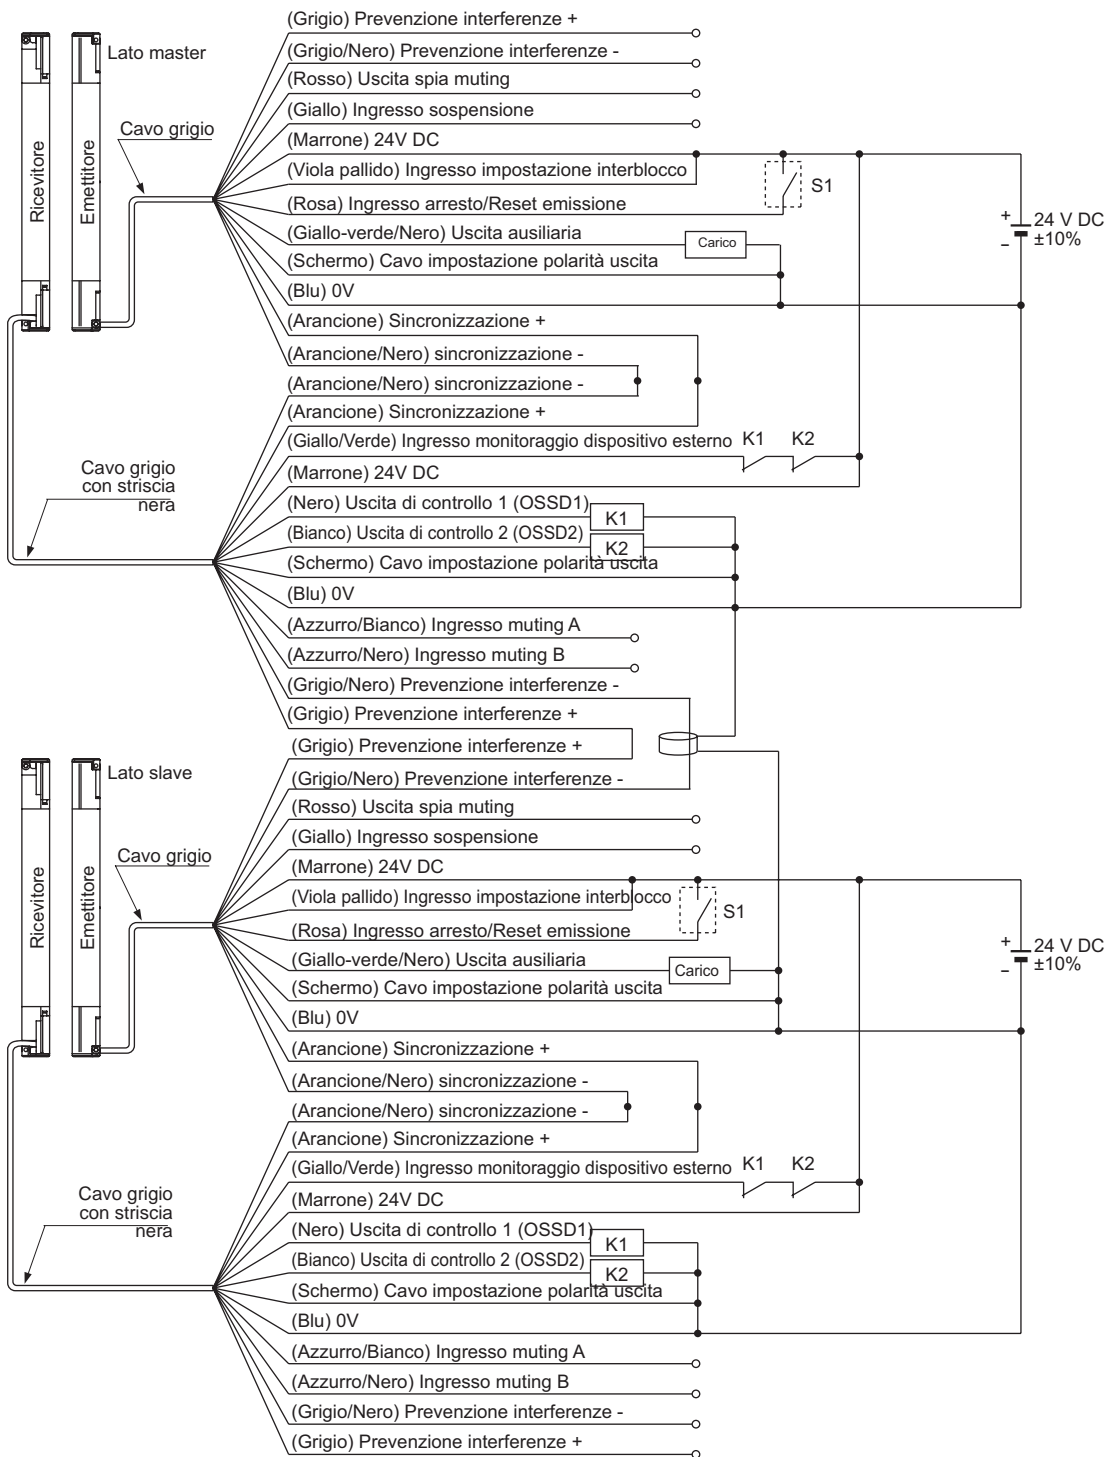 (Grigio) Prevenzione interferenze +
Lato master
(Grigio/Nero) Prevenzione interferenze -
(Rosso) Uscita spia muting
(Giallo) Ingresso sospensione
Cavo grigio
(Marrone) 24V DC
(Viola pallido) Ingresso impostazione interblocco
S1
Ricevitore
Emettitore
(Rosa) Ingresso arresto/Reset emissione
+
24 V DC
±10%
–
(Giallo-verde/Nero) Uscita ausiliaria
Carico
(Schermo) Cavo impostazione polarità uscita
(Blu) 0V
(Arancione) Sincronizzazione +
(Arancione/Nero) sincronizzazione -
(Arancione/Nero) sincronizzazione -
(Arancione) Sincronizzazione +
(Giallo/Verde) Ingresso monitoraggio dispositivo esterno
K1
K2
Cavo grigio
con striscia
nera
(Marrone) 24V DC
(Nero) Uscita di controllo 1 (OSSD1)
K1
(Bianco) Uscita di controllo 2 (OSSD2)
K2
(Schermo) Cavo impostazione polarità uscita
(Blu) 0V
(Azzurro/Bianco) Ingresso muting A
(Azzurro/Nero) Ingresso muting B
(Grigio/Nero) Prevenzione interferenze -
(Grigio) Prevenzione interferenze +
(Grigio) Prevenzione interferenze +
Lato slave
(Grigio/Nero) Prevenzione interferenze -
(Rosso) Uscita spia muting
(Giallo) Ingresso sospensione
Cavo grigio
(Marrone) 24V DC
(Viola pallido) Ingresso impostazione interblocco
S1
Ricevitore
Emettitore
(Rosa) Ingresso arresto/Reset emissione
+
24 V DC
±10%
–
(Giallo-verde/Nero) Uscita ausiliaria
Carico
(Schermo) Cavo impostazione polarità uscita
(Blu) 0V
(Arancione) Sincronizzazione +
(Arancione/Nero) sincronizzazione -
(Arancione/Nero) sincronizzazione -
(Arancione) Sincronizzazione +
(Giallo/Verde) Ingresso monitoraggio dispositivo esterno
K1
K2
Cavo grigio
con striscia
nera
(Marrone) 24V DC
(Nero) Uscita di controllo 1 (OSSD1)
K1
(Bianco) Uscita di controllo 2 (OSSD2)
K2
(Schermo) Cavo impostazione polarità uscita
(Blu) 0V
(Azzurro/Bianco) Ingresso muting A
(Azzurro/Nero) Ingresso muting B
(Grigio/Nero) Prevenzione interferenze -
(Grigio) Prevenzione interferenze +